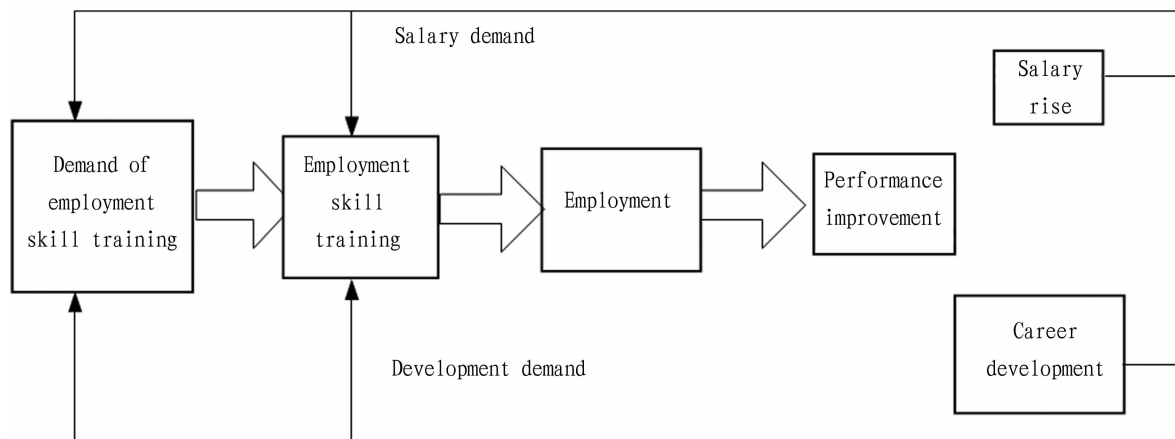 Salary demand
Salary
rise
Demand of
employment
skill training
Employment
skill
training
Employment
Performance
improvement
Development demand
Career
development